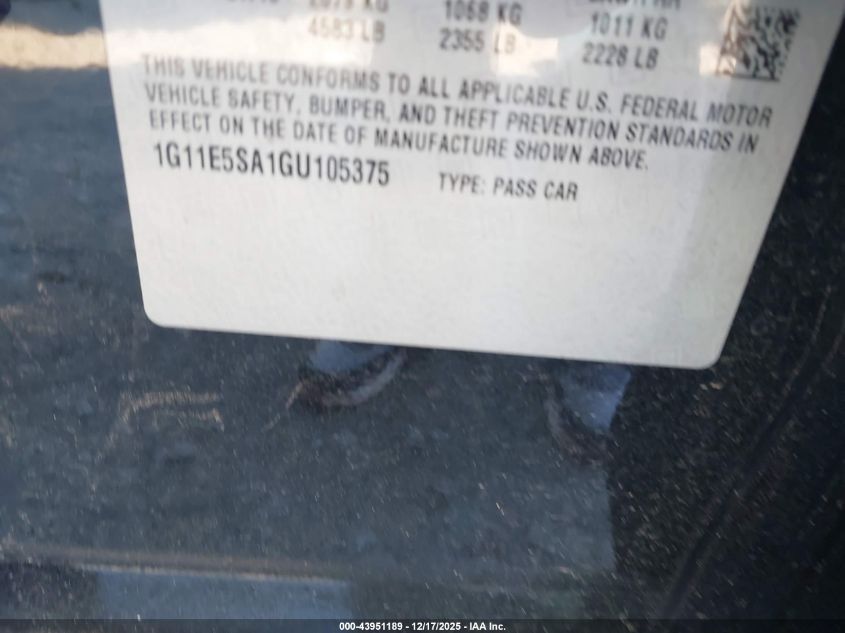 4583 LB
1068 KG
2355 LB
1011 KG
2228 LB
THIS VEHICLE CONFORMS TO ALL APPLICABLE U.S. FEDERAL MOTOR
VEHICLE SAFETY, BUMPER, AND THEFT PREVENTION STANDARDS IN
EFFECT ON THE DATE OF MANUFACTURE SHOWN ABOVE.
1G11E5SA1GU105375 TYPE: PASS CAR
000-43951189 - 12/17/2025 - IAA Inc.